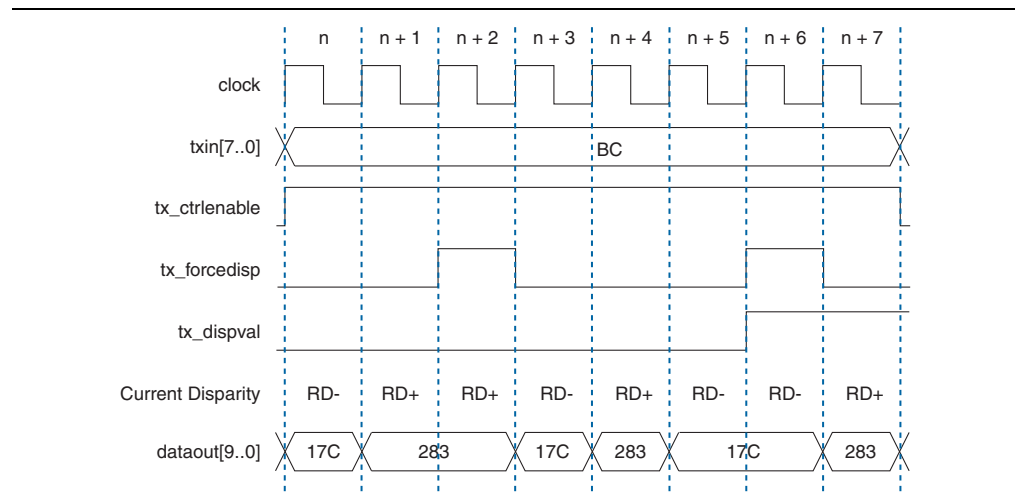 n n + 1 n + 2 n + 3 n + 4 n + 5 n + 6 n + 7
clock
txin[7..0] BC
tx_ctrlenable
tx_forcedisp
tx_dispval
Current Disparity RD- RD+ RD+ RD- RD+ RD- RD- RD+
dataout[9..0] 17C 283 17C 283 17C 283